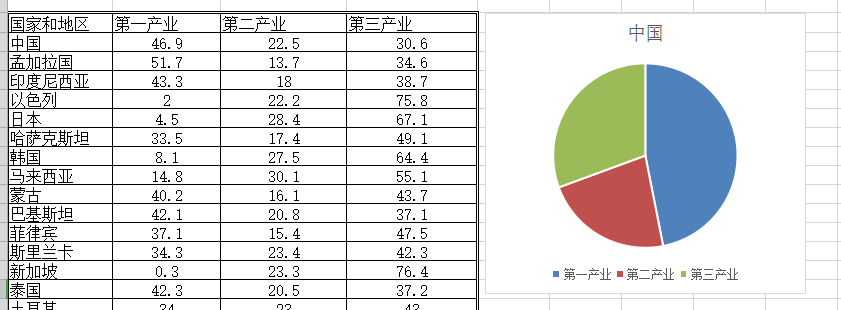 国家和地区 第一产业 第二产业 第三产业
中国 46.9 22.5 30.6
孟加拉国 51.7 13.7 34.6
印度尼西亚 43.3 18 38.7
以色列 2 22.2 75.8
日本 4.5 28.4 67.1
哈萨克斯坦 33.5 17.4 49.1
韩国 8.1 27.5 64.4
马来西亚 14.8 30.1 55.1
蒙古 40.2 16.1 43.7
巴基斯坦 42.1 20.8 37.1
菲律宾 37.1 15.4 47.5
斯里兰卡 34.3 23.4 42.3
新加坡 0.3 23.3 76.4
泰国 42.3 20.5 37.2
土耳其 34 23 43
中国
第一产业 第二产业 第三产业